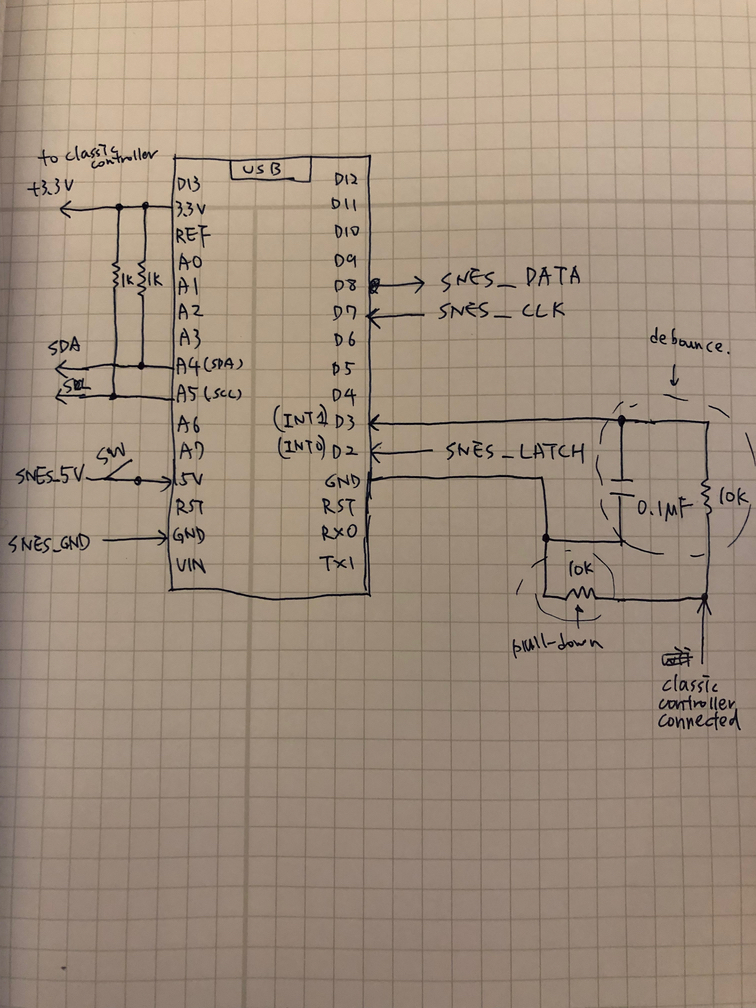 to classic
controller
+3.3V
1K
1K
SDA
SCL
SW
SNES_5V
SNES_GND
USB
D13
3.3V
REF
A0
A1
A2
A3
A4(SDA)
A5(SCL)
A6
A7
5V
RST
GND
VIN
D12
D11
D10
D9
D8
D7
D6
D5
D4
(INT1) D3
(INT0) D2
GND
RST
RX0
TX1
SNES_DATA
SNES_CLK
debounce.
SNES_LATCH
0.1μF
10K
10K
pull-down
classic
controller
connected